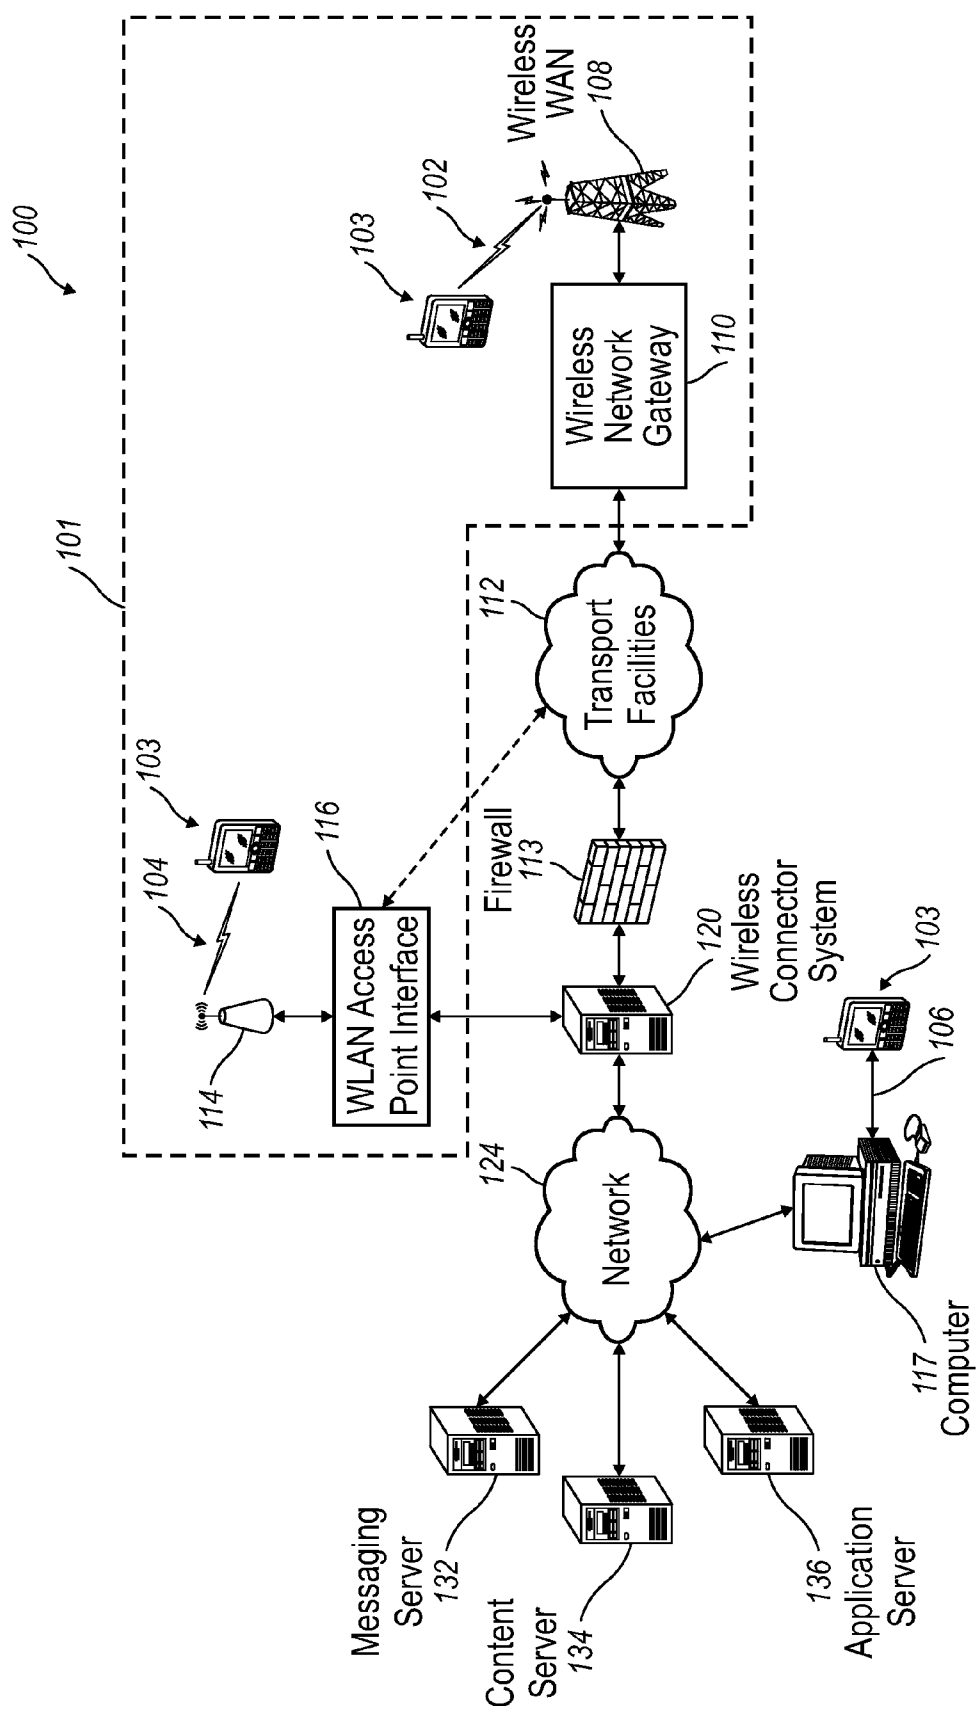 100
101
103
102
Wireless
WAN
108
103
104
114
116
WLAN Access
Point Interface
Wireless
Network
Gateway
110
112
Transport
Facilities
Firewall
113
120
Wireless
Connector
System
124
Network
103
106
117
Computer
Messaging
Server
132
Content
Server
134
136
Application
Server